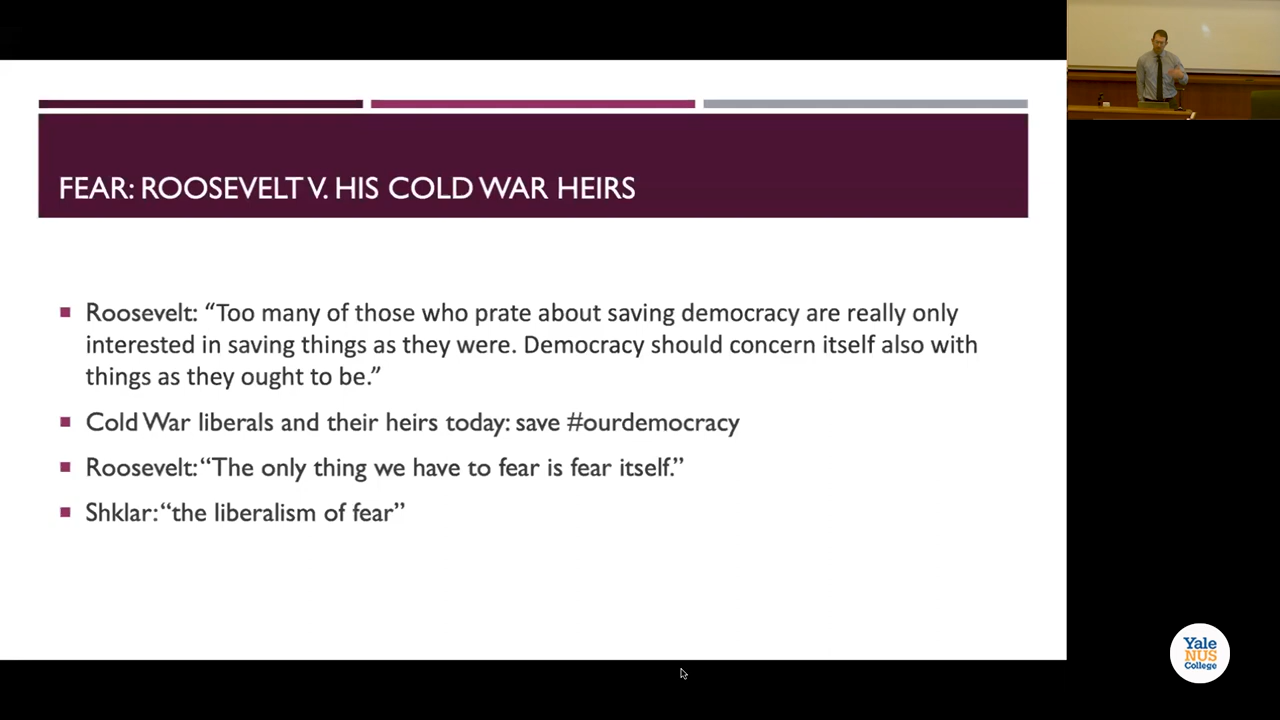 FEAR: ROOSEVELT V. HIS COLD WAR HEIRS
Roosevelt: “Too many of those who prate about saving democracy are really only
interested in saving things as they were. Democracy should concern itself also with
things as they ought to be.”
Cold War liberals and their heirs today: save #ourdemocracy
Roosevelt: “The only thing we have to fear is fear itself.”
Shklar: “the liberalism of fear”
Yale
NUS
College